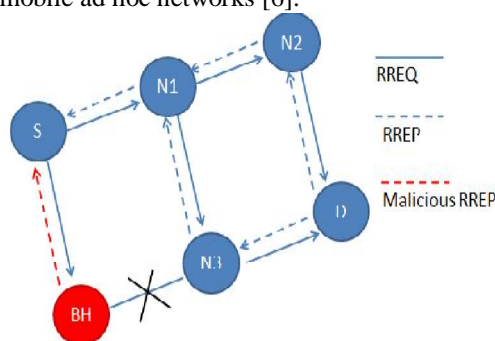 mobile ad hoc networks [6].
N2
RREQ
N1
S
RREP
Malicious RREP
D
N3
BH